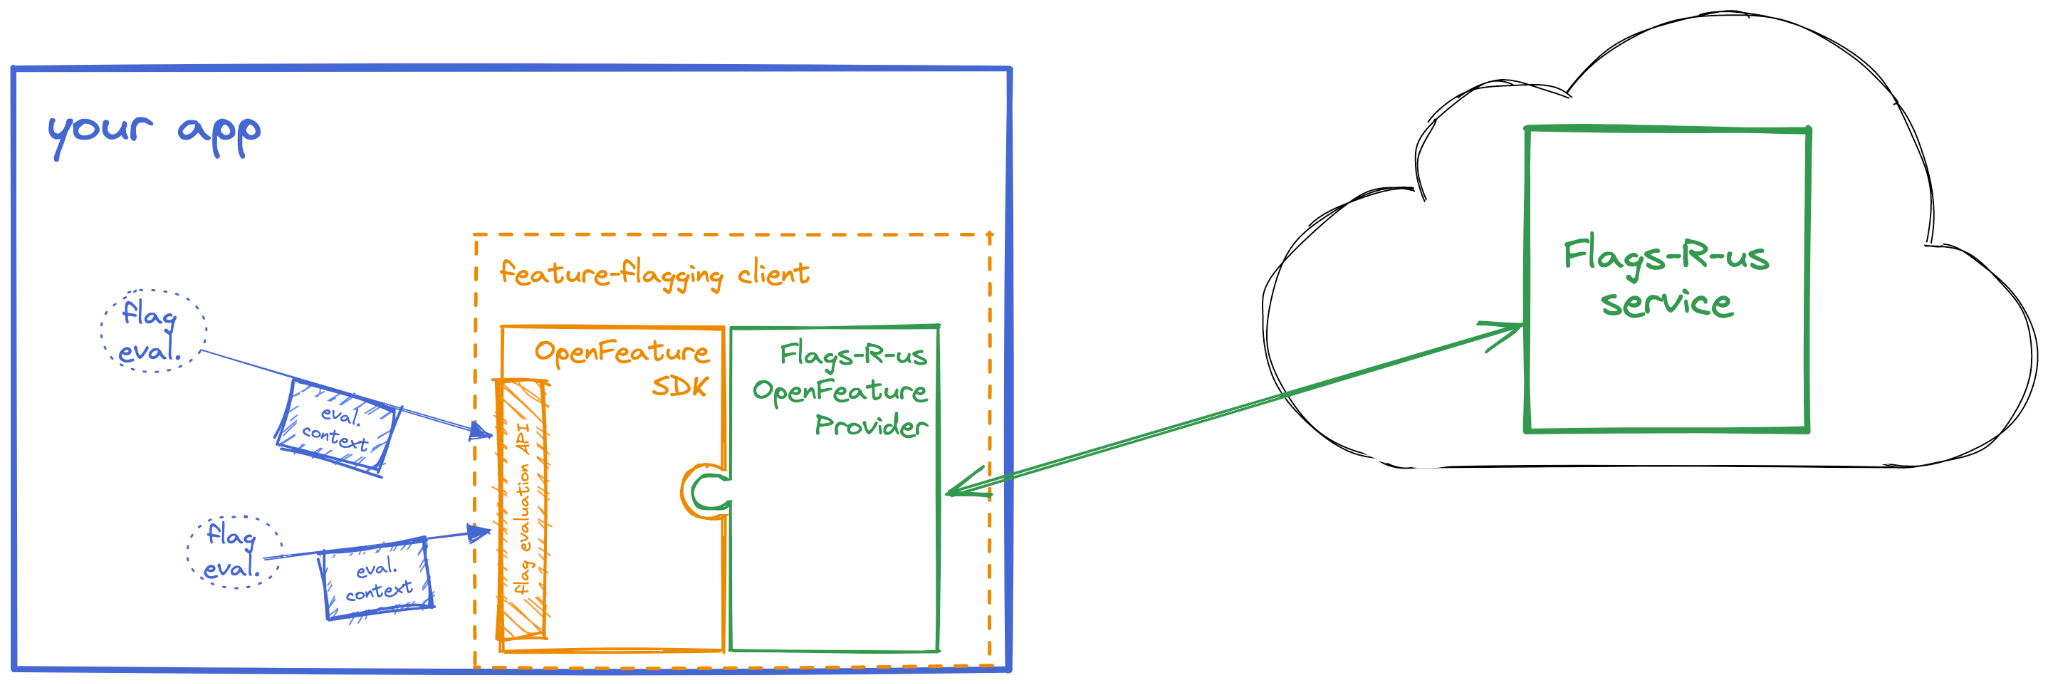 your app
feature-flagging client
flag
eval.
eval.
context
flag
eval.
eval.
context
flag evaluation API
OpenFeature
SDK
Flags-R-us
OpenFeature
Provider
Flags-R-us
service